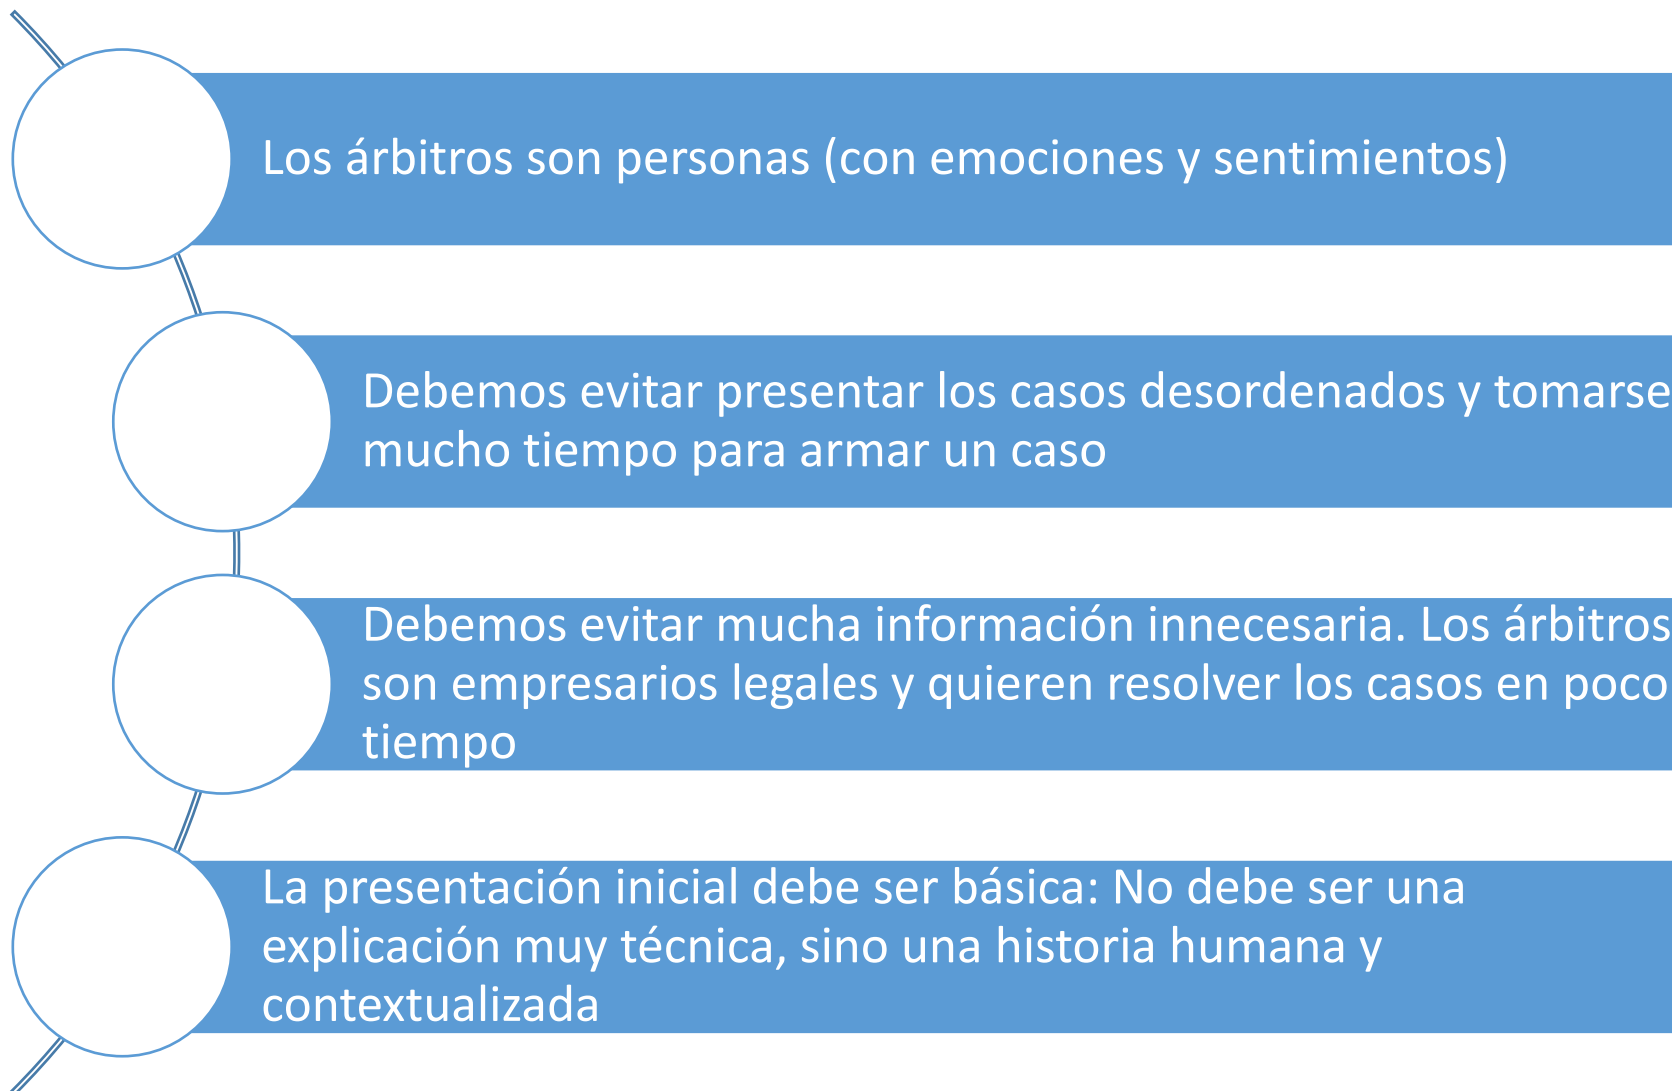 Los árbitros son personas (con emociones y sentimientos)
Debemos evitar presentar los casos desordenados y tomarse
mucho tiempo para armar un caso
Debemos evitar mucha información innecesaria. Los árbitros
son empresarios legales y quieren resolver los casos en poco
tiempo
La presentación inicial debe ser básica: No debe ser una
explicación muy técnica, sino una historia humana y
contextualizada